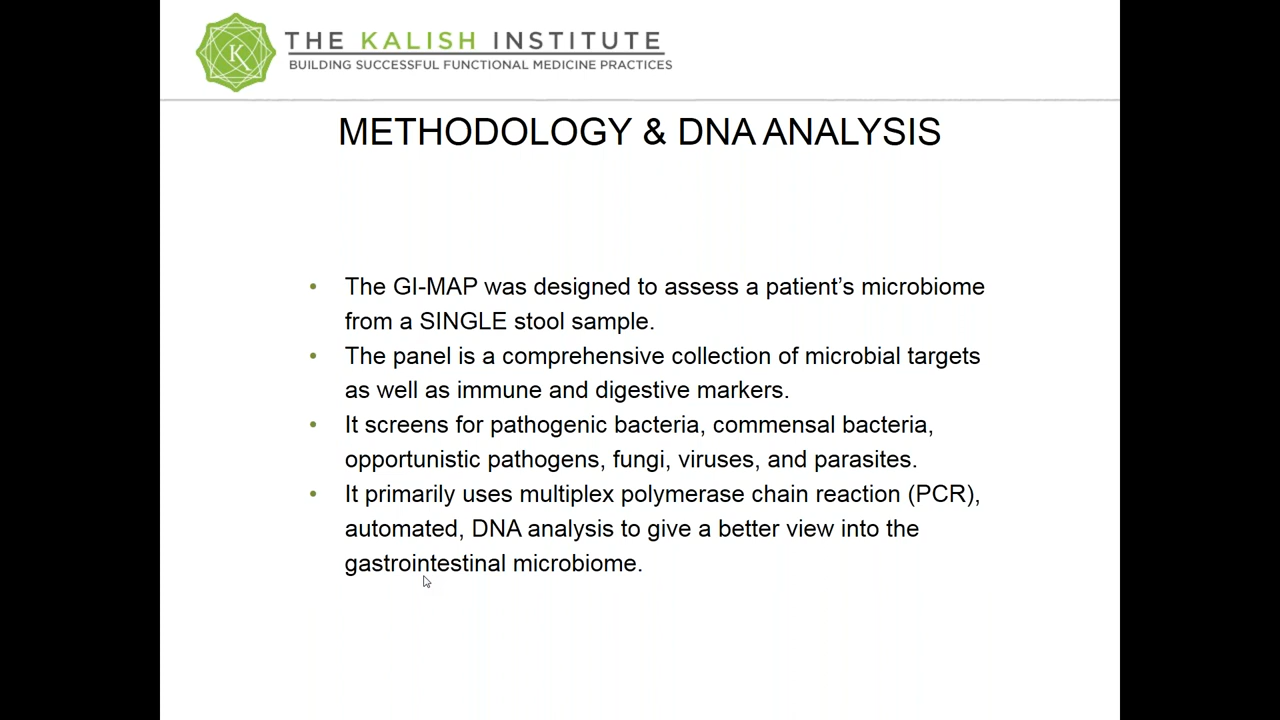 THE KALISH INSTITUTE
BUILDING SUCCESSFUL FUNCTIONAL MEDICINE PRACTICES
K
METHODOLOGY & DNA ANALYSIS
• The GI-MAP was designed to assess a patient’s microbiome
from a SINGLE stool sample.
• The panel is a comprehensive collection of microbial targets
as well as immune and digestive markers.
• It screens for pathogenic bacteria, commensal bacteria,
opportunistic pathogens, fungi, viruses, and parasites.
• It primarily uses multiplex polymerase chain reaction (PCR),
automated, DNA analysis to give a better view into the
gastrointestinal microbiome.